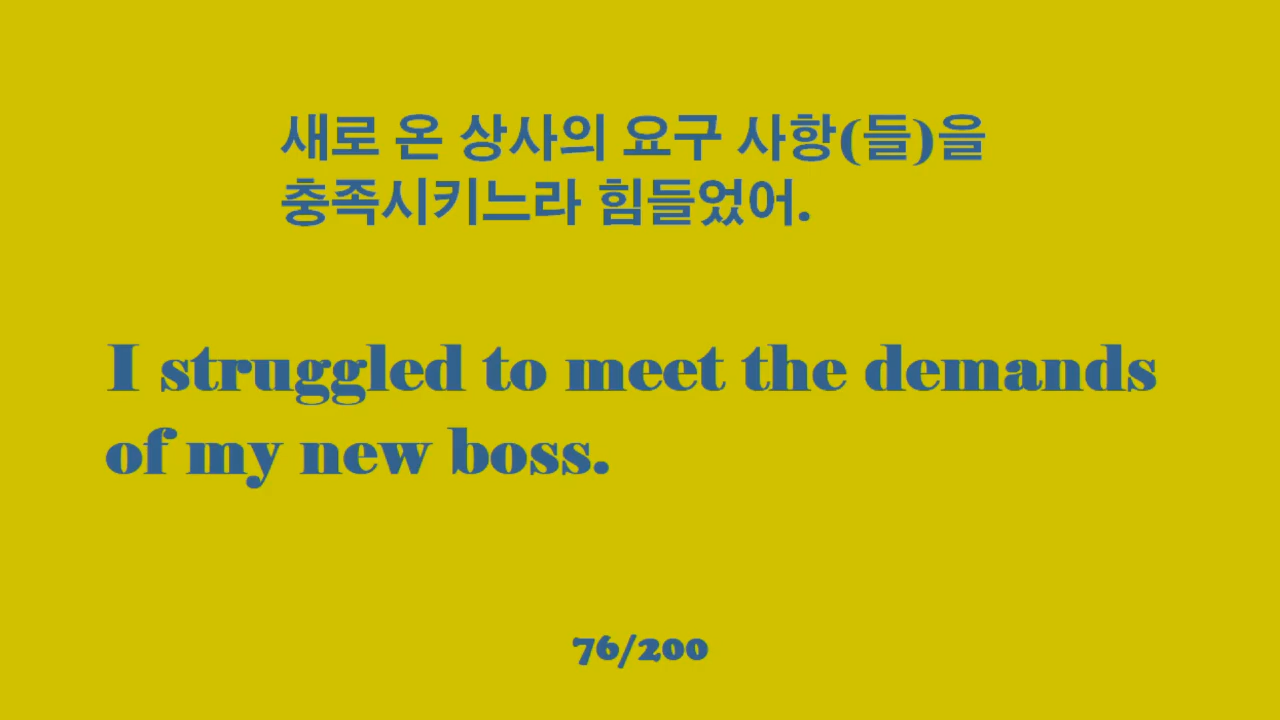 새로 온 상사의 요구 사항(들)을
충족시키느라 힘들었어.
I struggled to meet the demands
of my new boss.
76/200